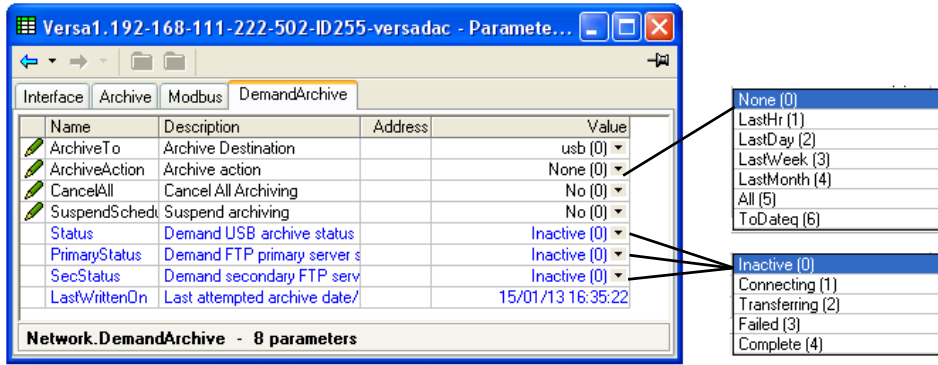 Versa1.192-168-111-222-502-ID255-versadac - Paramete...
Interface Archive Modbus DemandArchive
Name Description Address Value
ArchiveTo Archive Destination usb (0)
ArchiveAction Archive action None (0)
CancelAll Cancel All Archiving No (0)
SuspendSchedu Suspend archiving No (0)
Status Demand USB archive status Inactive (0)
PrimaryStatus Demand FTP primary server s Inactive (0)
SecStatus Demand secondary FTP serv Inactive (0)
LastWrittenOn Last attempted archive date/ 15/01/13 16:35:22
Network.DemandArchive - 8 parameters
None (0)
LastHr (1)
LastDay (2)
LastWeek (3)
LastMonth (4)
All (5)
ToDateq (6)
Inactive (0)
Connecting (1)
Transferring (2)
Failed (3)
Complete (4)